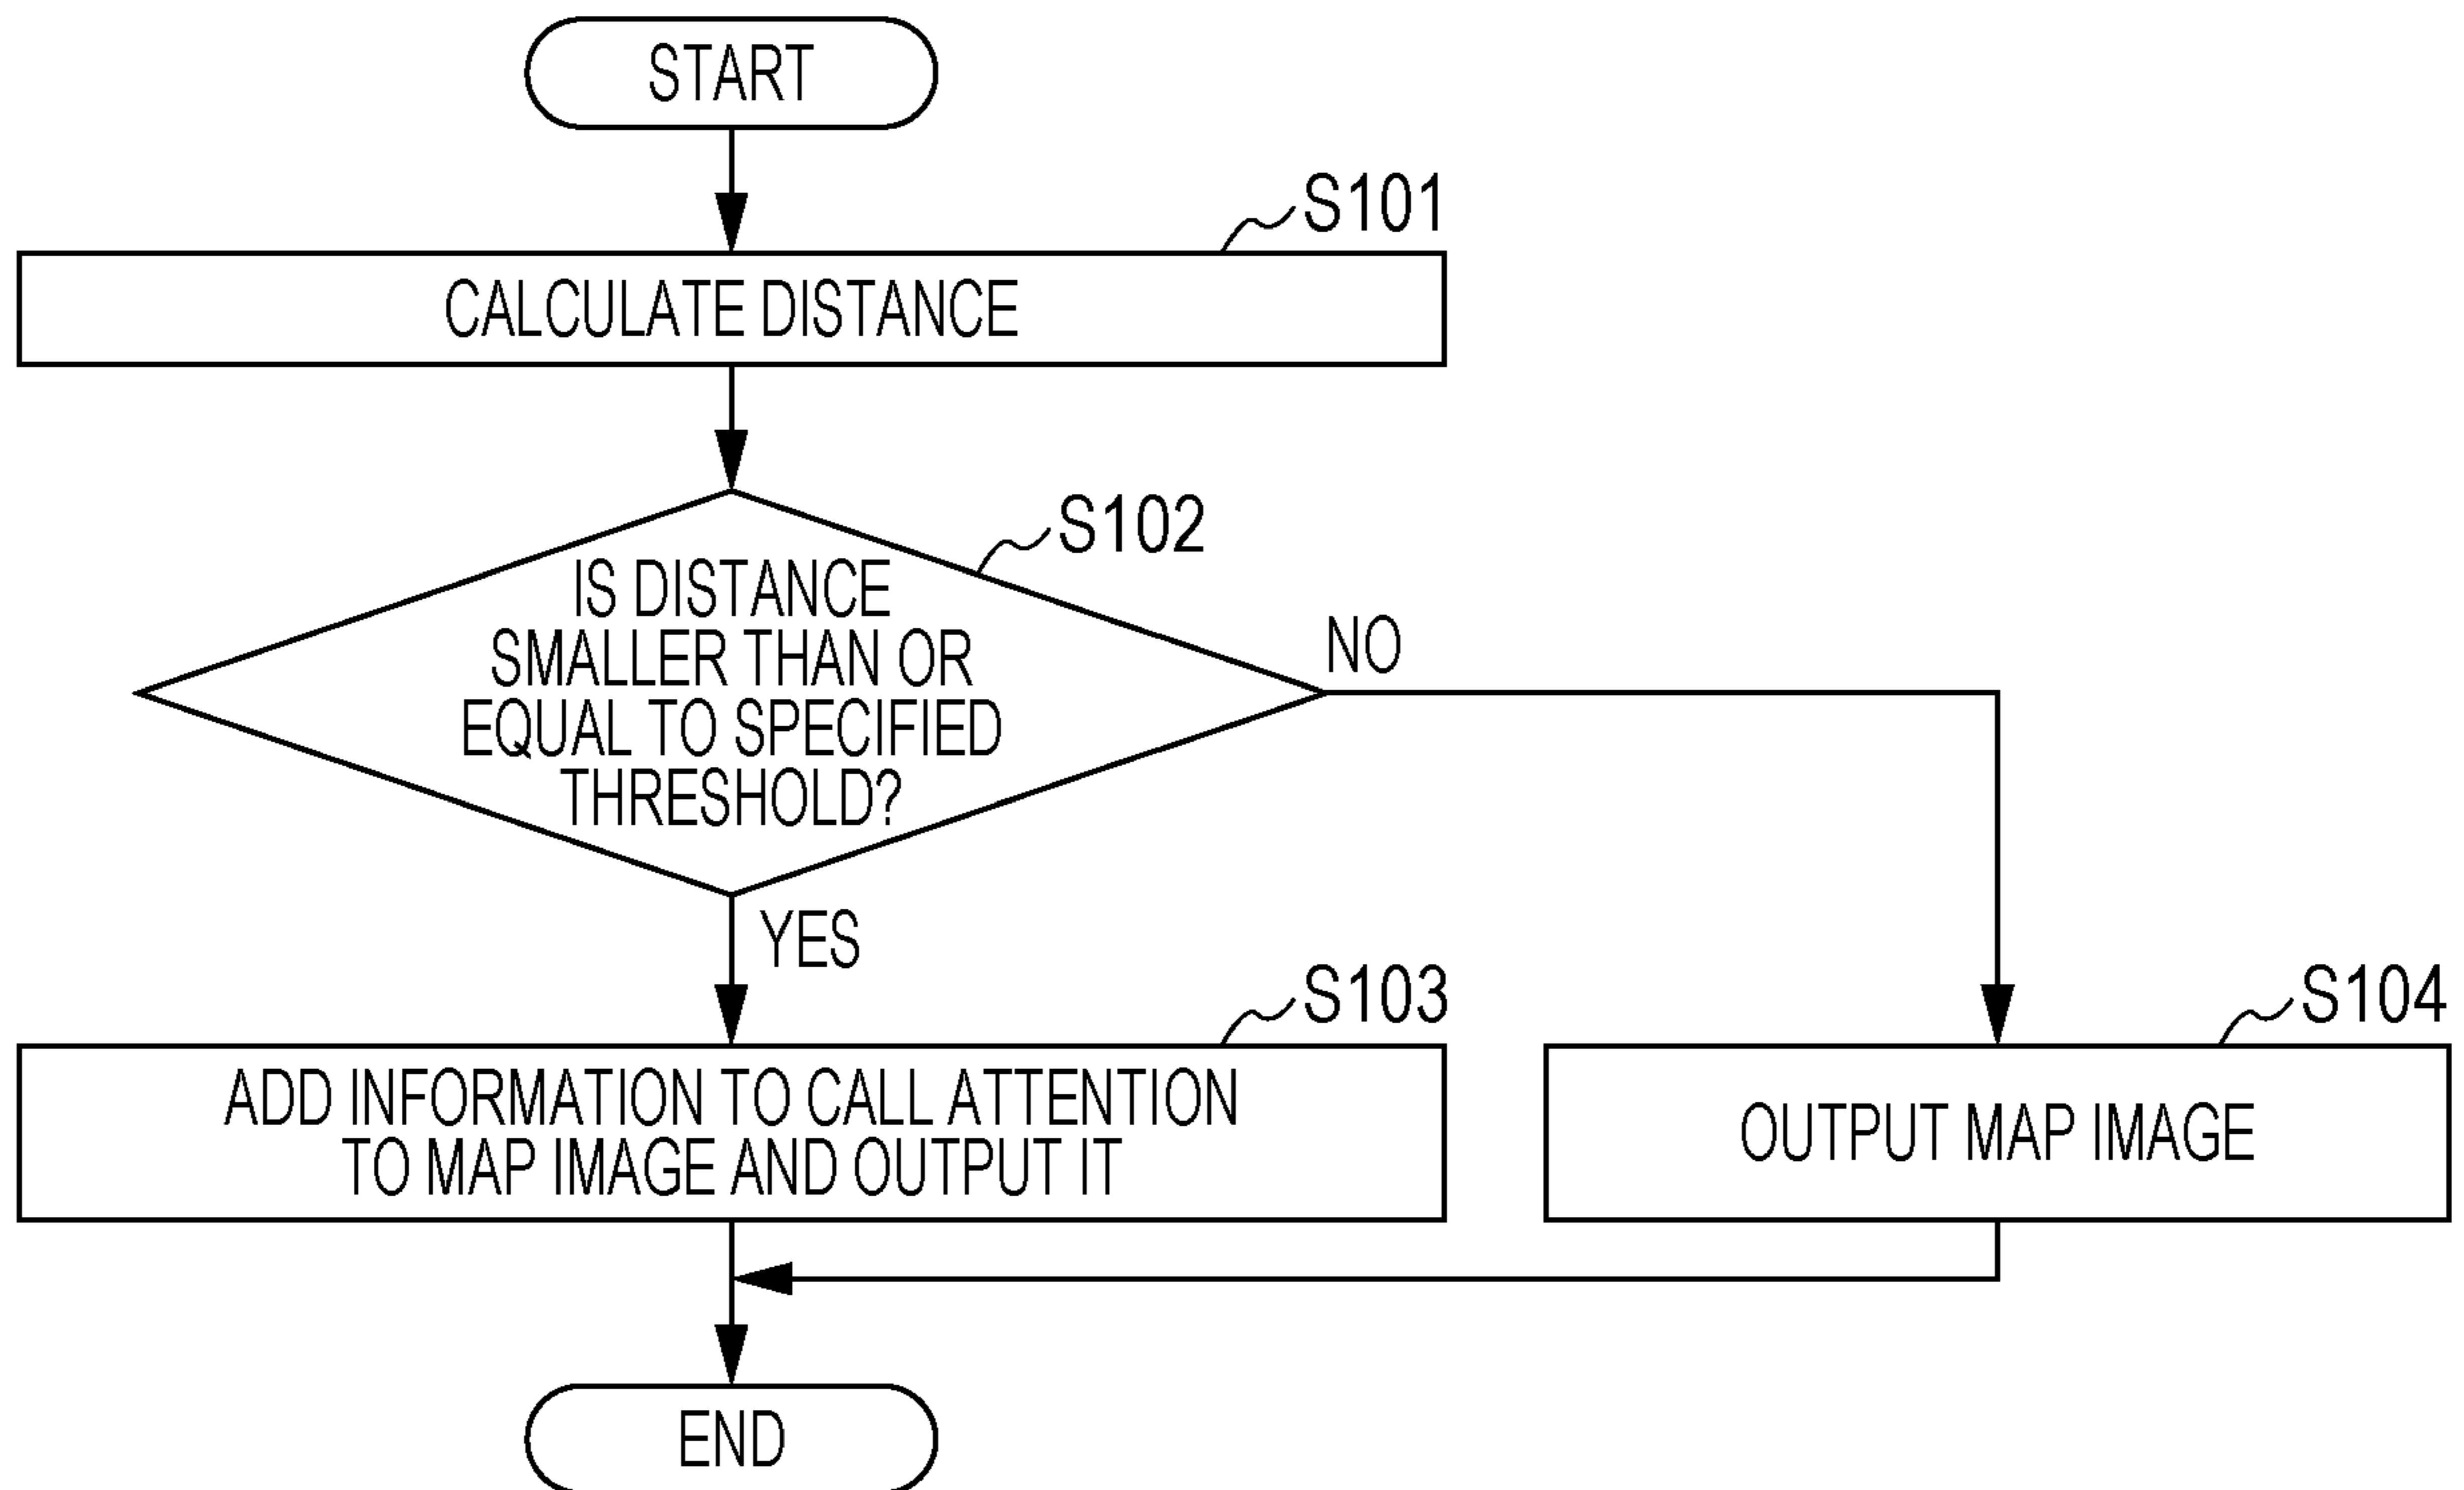 START
S101
CALCULATE DISTANCE
S102
IS DISTANCE
SMALLER THAN OR
EQUAL TO SPECIFIED
THRESHOLD?
NO
YES
S103
ADD INFORMATION TO CALL ATTENTION
TO MAP IMAGE AND OUTPUT IT
S104
OUTPUT MAP IMAGE
END